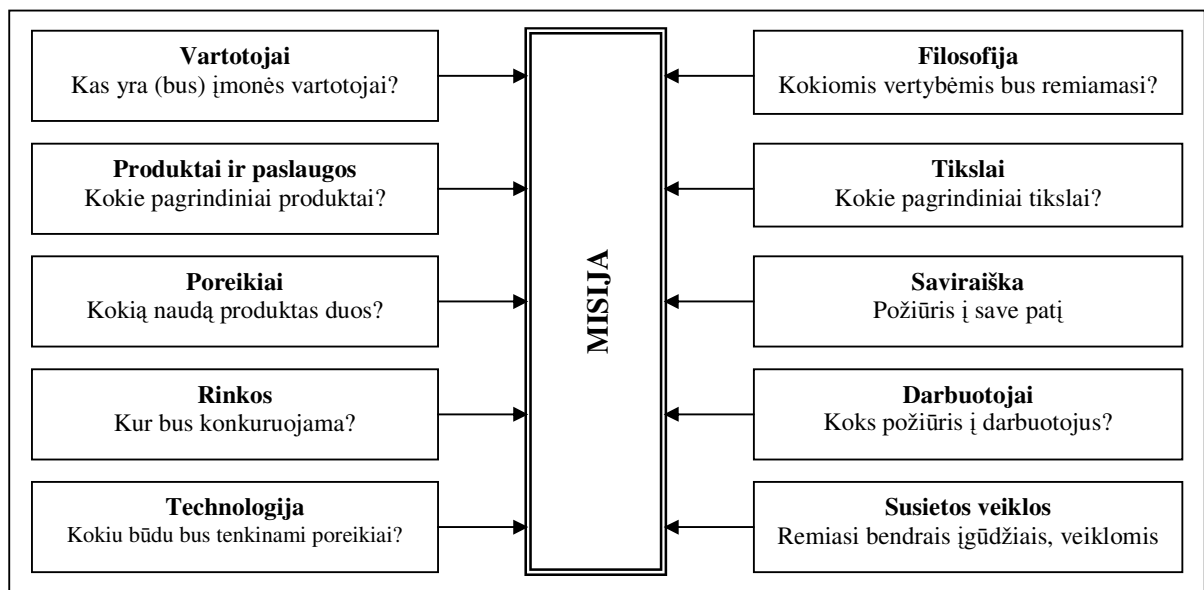 Vartotojai
Kas yra (bus) įmonės vartotojai?
Produktai ir paslaugos
Kokie pagrindiniai produktai?
Poreikiai
Kokią naudą produktas duos?
Rinkos
Kur bus konkuruojama?
Technologija
Kokiu būdu bus tenkinami poreikiai?
MISIJA
Filosofija
Kokiomis vertybėmis bus remiamasi?
Tikslai
Kokie pagrindiniai tikslai?
Saviraiška
Požiūris į save patį
Darbuotojai
Koks požiūris į darbuotojus?
Susietos veiklos
Remiasi bendrais įgūdžiais, veiklomis